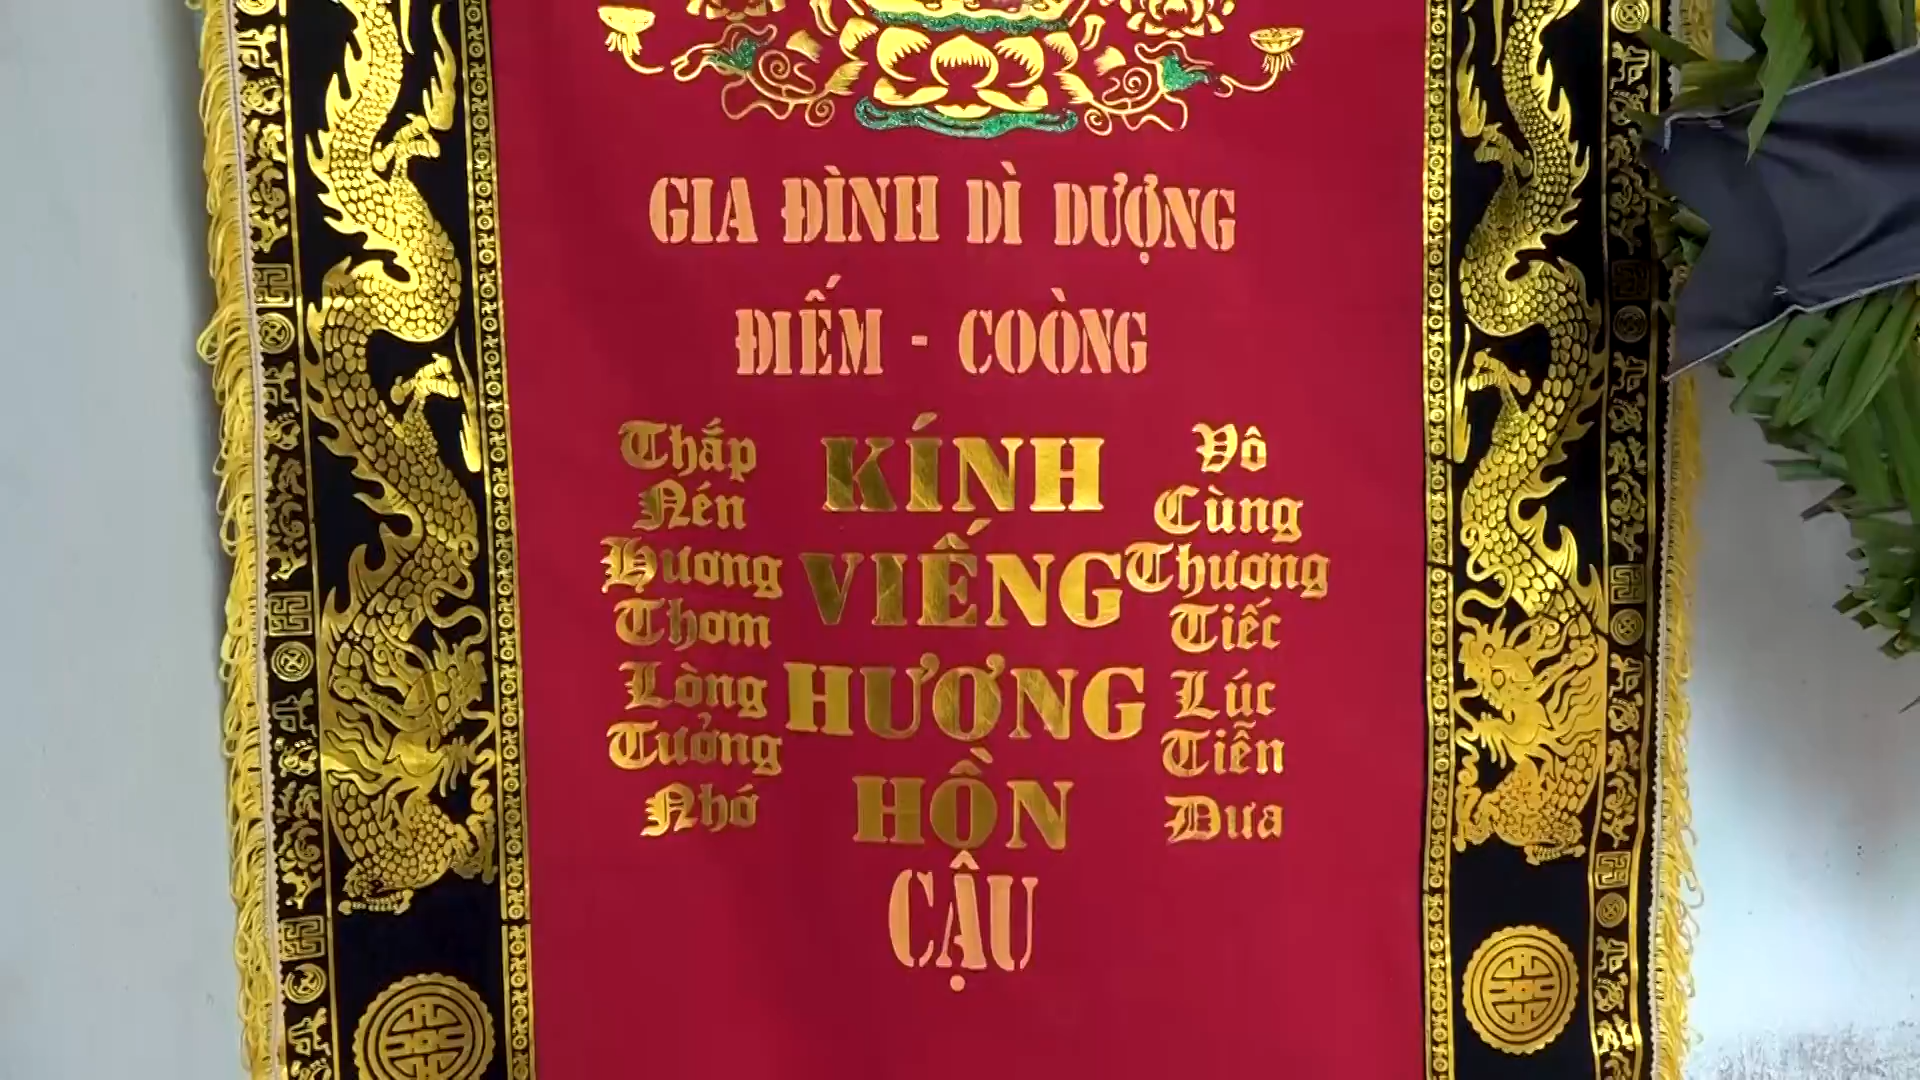 GIA ĐÌNH DÌ DƯỢNG
ĐIẾM - COÒNG
Thắp
Nén
Hương
Thơm
Lòng
Tưởng
Nhớ
KÍNH
VIẾNG
HƯƠNG
HỒN
CẬU
Vô
Cùng
Thương
Tiếc
Lúc
Tiễn
Đưa